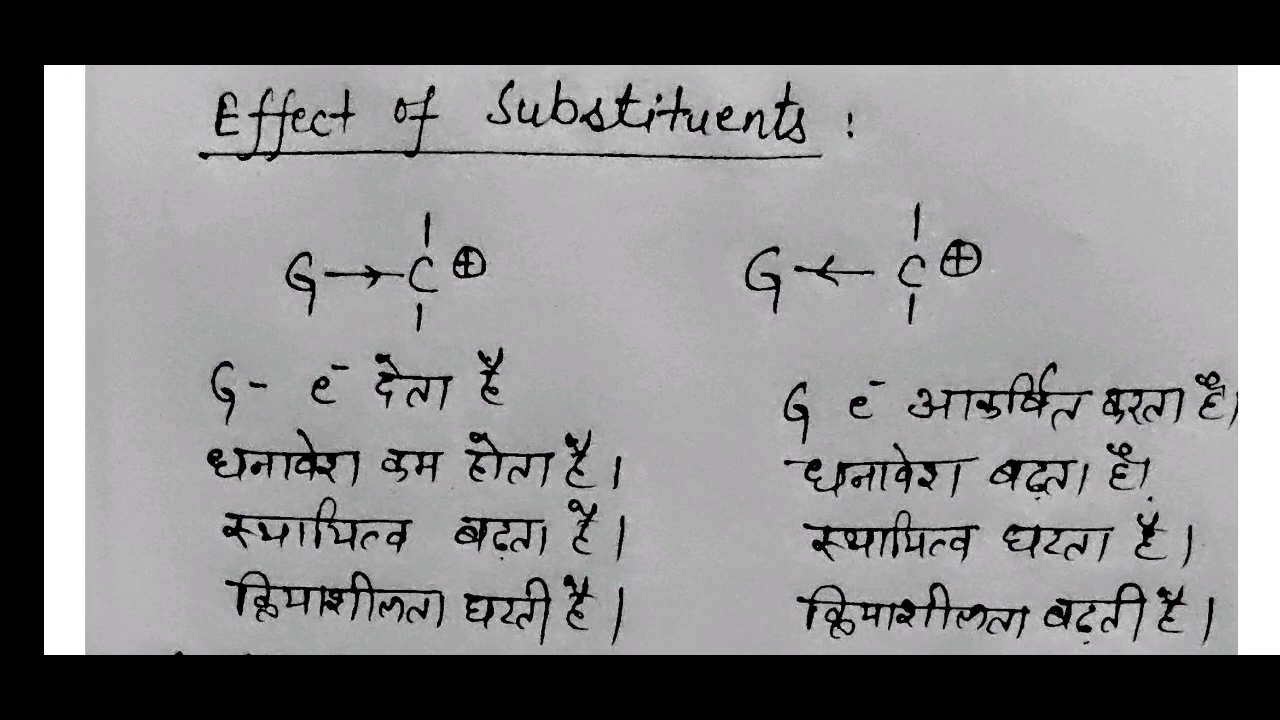 Effect of Substituents :
G→C⊕
G←C⊕
G- e⁻ देता है
धनावेश कम होता है।
स्थायित्व बढ़ता है।
क्रियाशीलता घटती है।
G e⁻ आकर्षित करता है।
धनावेश बढ़ता है।
स्थायित्व घटता है।
क्रियाशीलता बढ़ती है।